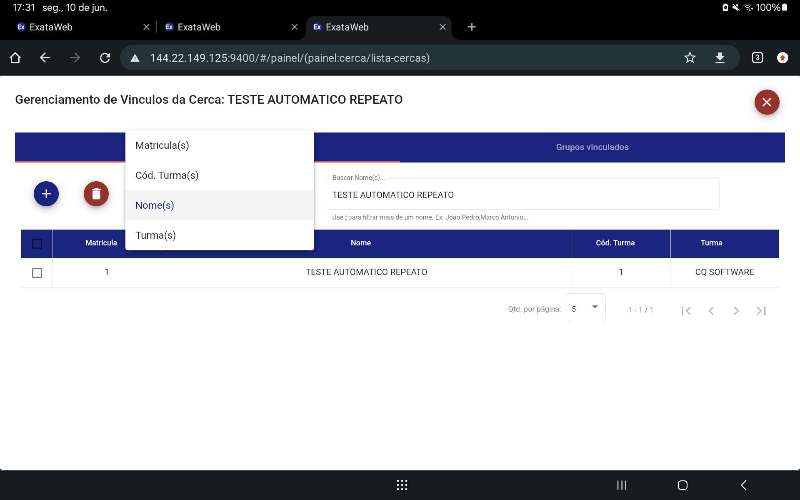 17:31 seg., 10 de jun.
100%
Ex ExataWeb
Ex ExataWeb
Ex ExataWeb
144.22.149.125:9400/#/painel/(painel:cerca/lista-cercas)
3
Gerenciamento de Vinculos da Cerca: TESTE AUTOMATICO REPEATO
Grupos vinculados
Matricula(s)
Cód. Turma(s)
Nome(s)
Turma(s)
Buscar Nome(s)...
TESTE AUTOMATICO REPEATO
Use ; para filtrar mais de um nome. Ex: Joao Pedro;Marco Antonio...
Matricula Nome Cód. Turma Turma
1 TESTE AUTOMATICO REPEATO 1 CQ SOFTWARE
Qtd. por página: 5 1 - 1 / 1